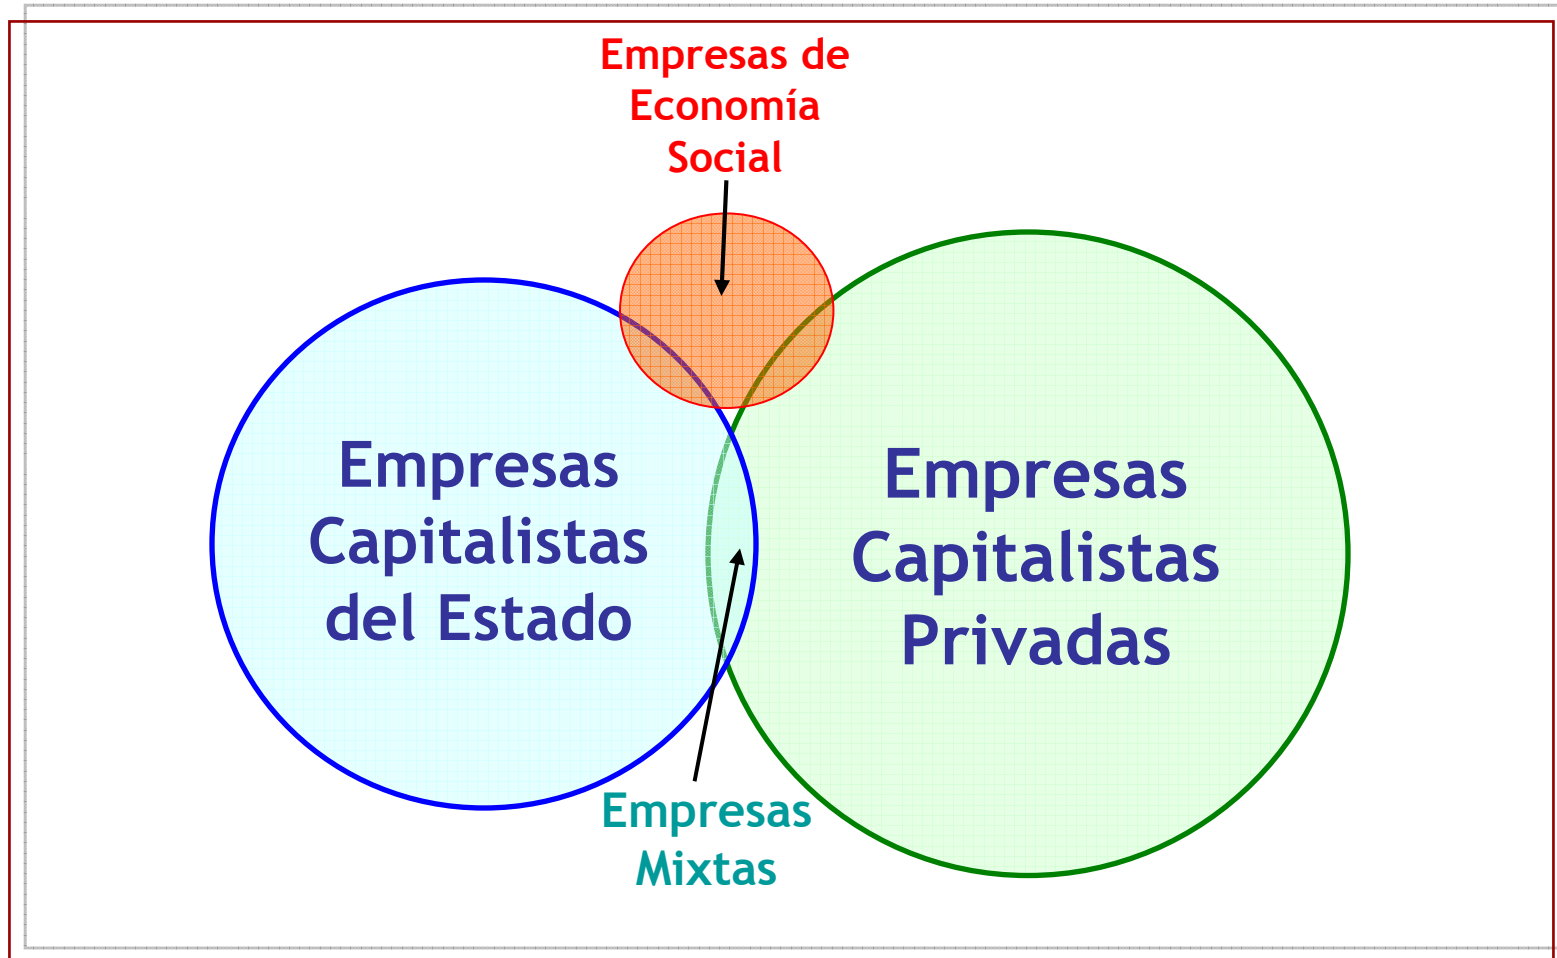 Empresas de
Economía
Social
Empresas
Capitalistas
del Estado
Empresas
Capitalistas
Privadas
Empresas
Mixtas